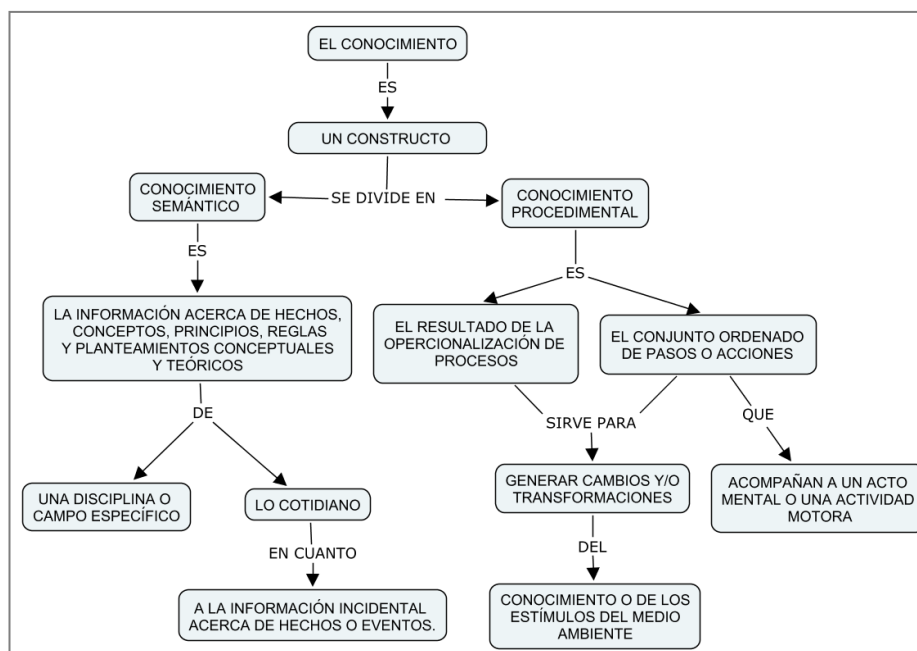 EL CONOCIMIENTO
ES
UN CONSTRUCTO
SE DIVIDE EN
CONOCIMIENTO
SEMÁNTICO
CONOCIMIENTO
PROCEDIMENTAL
ES
ES
LA INFORMACIÓN ACERCA DE HECHOS,
CONCEPTOS, PRINCIPIOS, REGLAS
Y PLANTEAMIENTOS CONCEPTUALES
Y TEÓRICOS
EL RESULTADO DE LA
OPERCIONALIZACIÓN DE
PROCESOS
EL CONJUNTO ORDENADO
DE PASOS O ACCIONES
DE
SIRVE PARA
QUE
UNA DISCIPLINA O
CAMPO ESPECÍFICO
LO COTIDIANO
GENERAR CAMBIOS Y/O
TRANSFORMACIONES
ACOMPAÑAN A UN ACTO
MENTAL O UNA ACTIVIDAD
MOTORA
EN CUANTO
DEL
A LA INFORMACIÓN INCIDENTAL
ACERCA DE HECHOS O EVENTOS.
CONOCIMIENTO O DE LOS
ESTÍMULOS DEL MEDIO
AMBIENTE